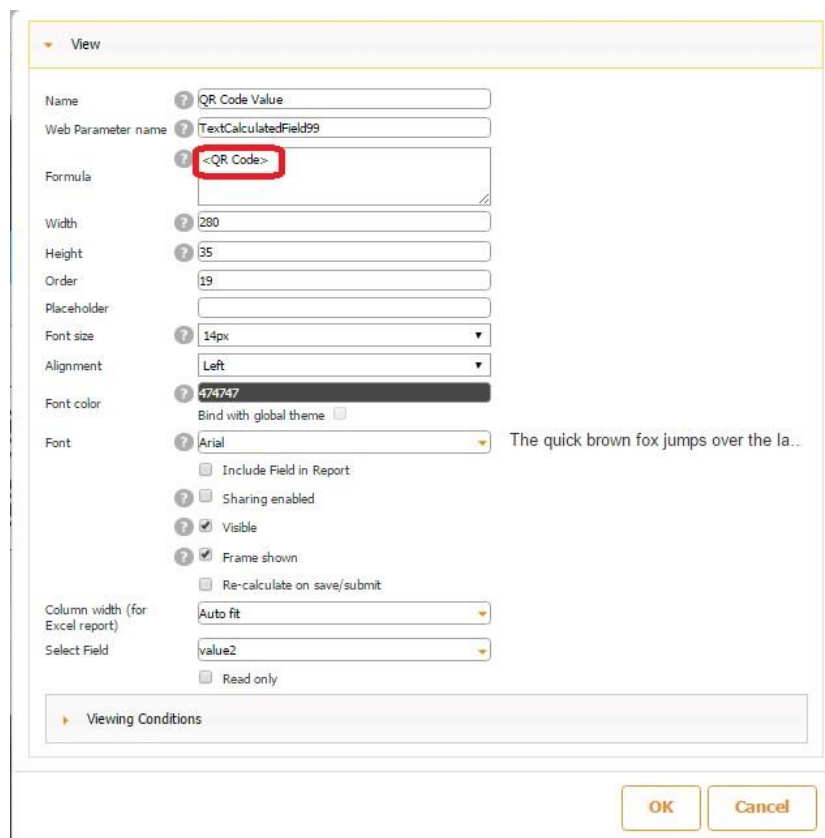 View
Name QR Code Value
Web Parameter name TextCalculatedField99
Formula <QR Code>
Width 280
Height 35
Order 19
Placeholder
Font size 14px
Alignment Left
Font color 474747
Bind with global theme
Font Arial The quick brown fox jumps over the la...
Include Field in Report
Sharing enabled
Visible
Frame shown
Re-calculate on save/submit
Column width (for
Excel report) Auto fit
Select Field value2
Read only
Viewing Conditions
OK Cancel